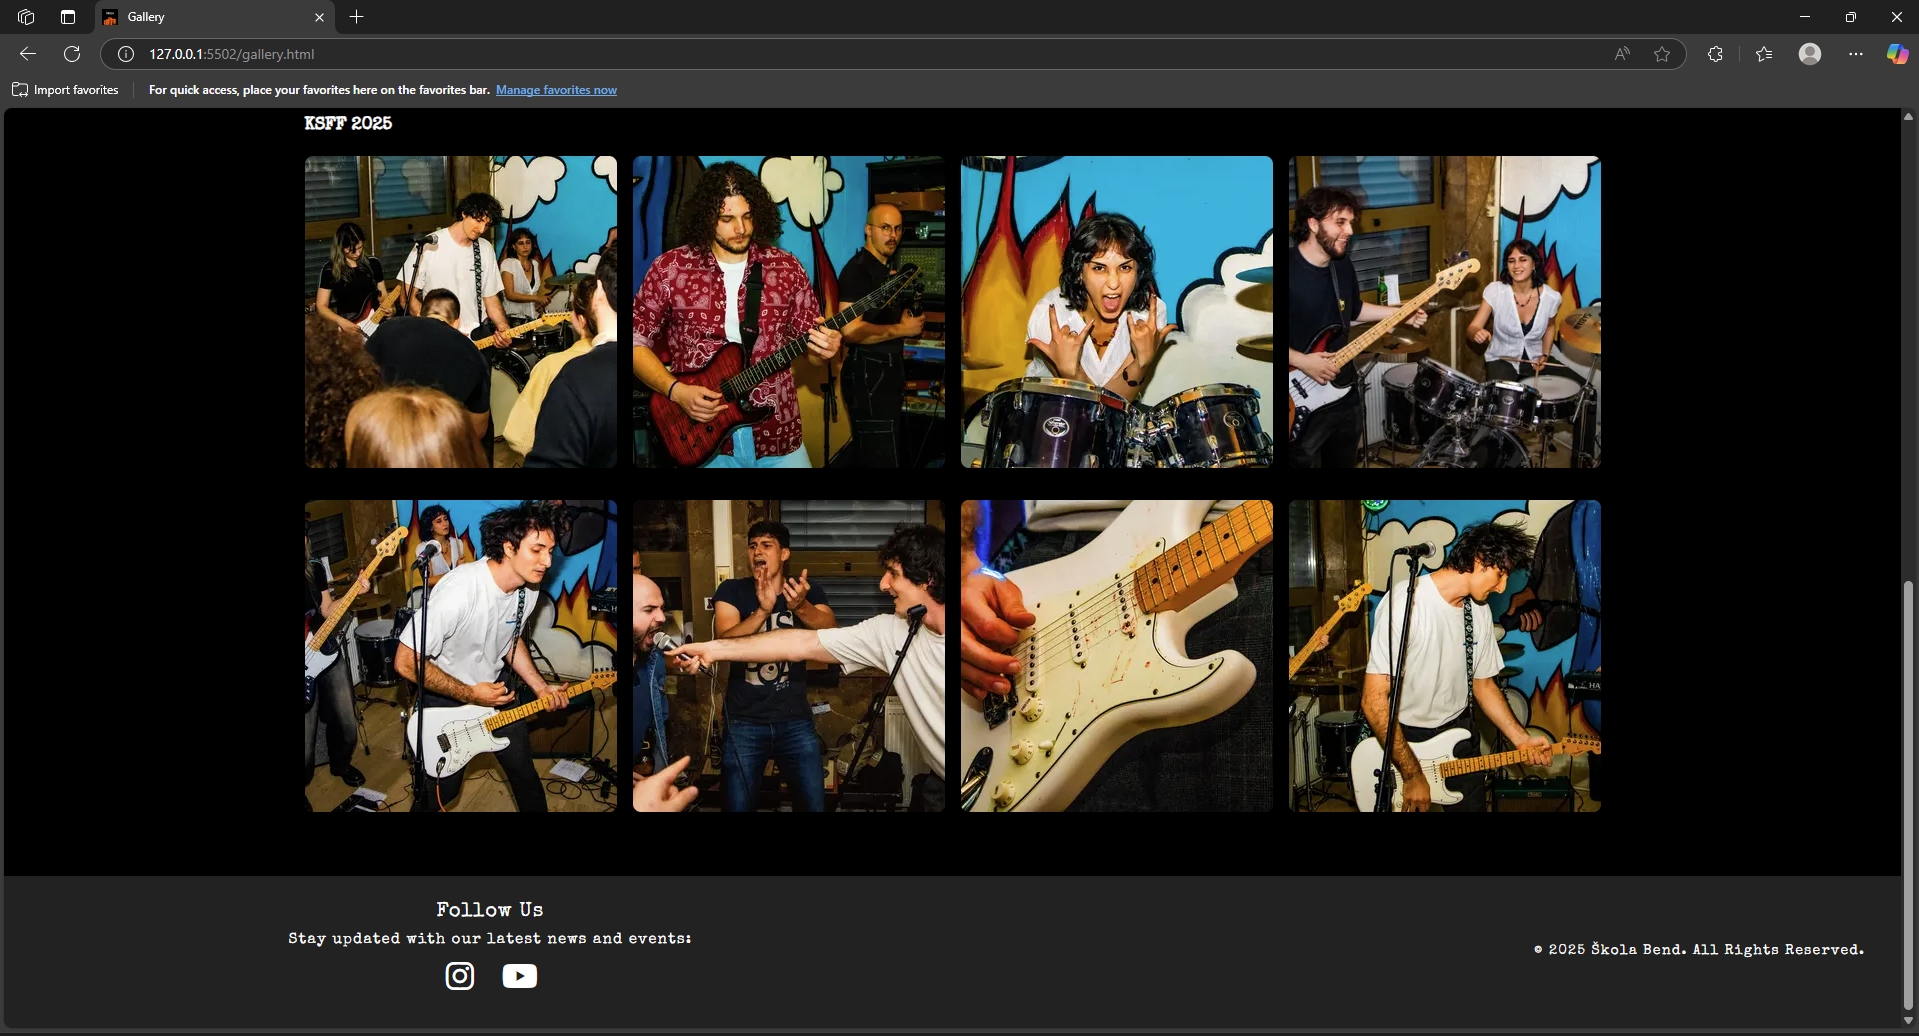 Gallery
127.0.0.1:5502/gallery.html
Import favorites
For quick access, place your favorites here on the favorites bar. Manage favorites now
KSFF 2025
Follow Us
Stay updated with our latest news and events:
© 2025 Škola Bend. All Rights Reserved.